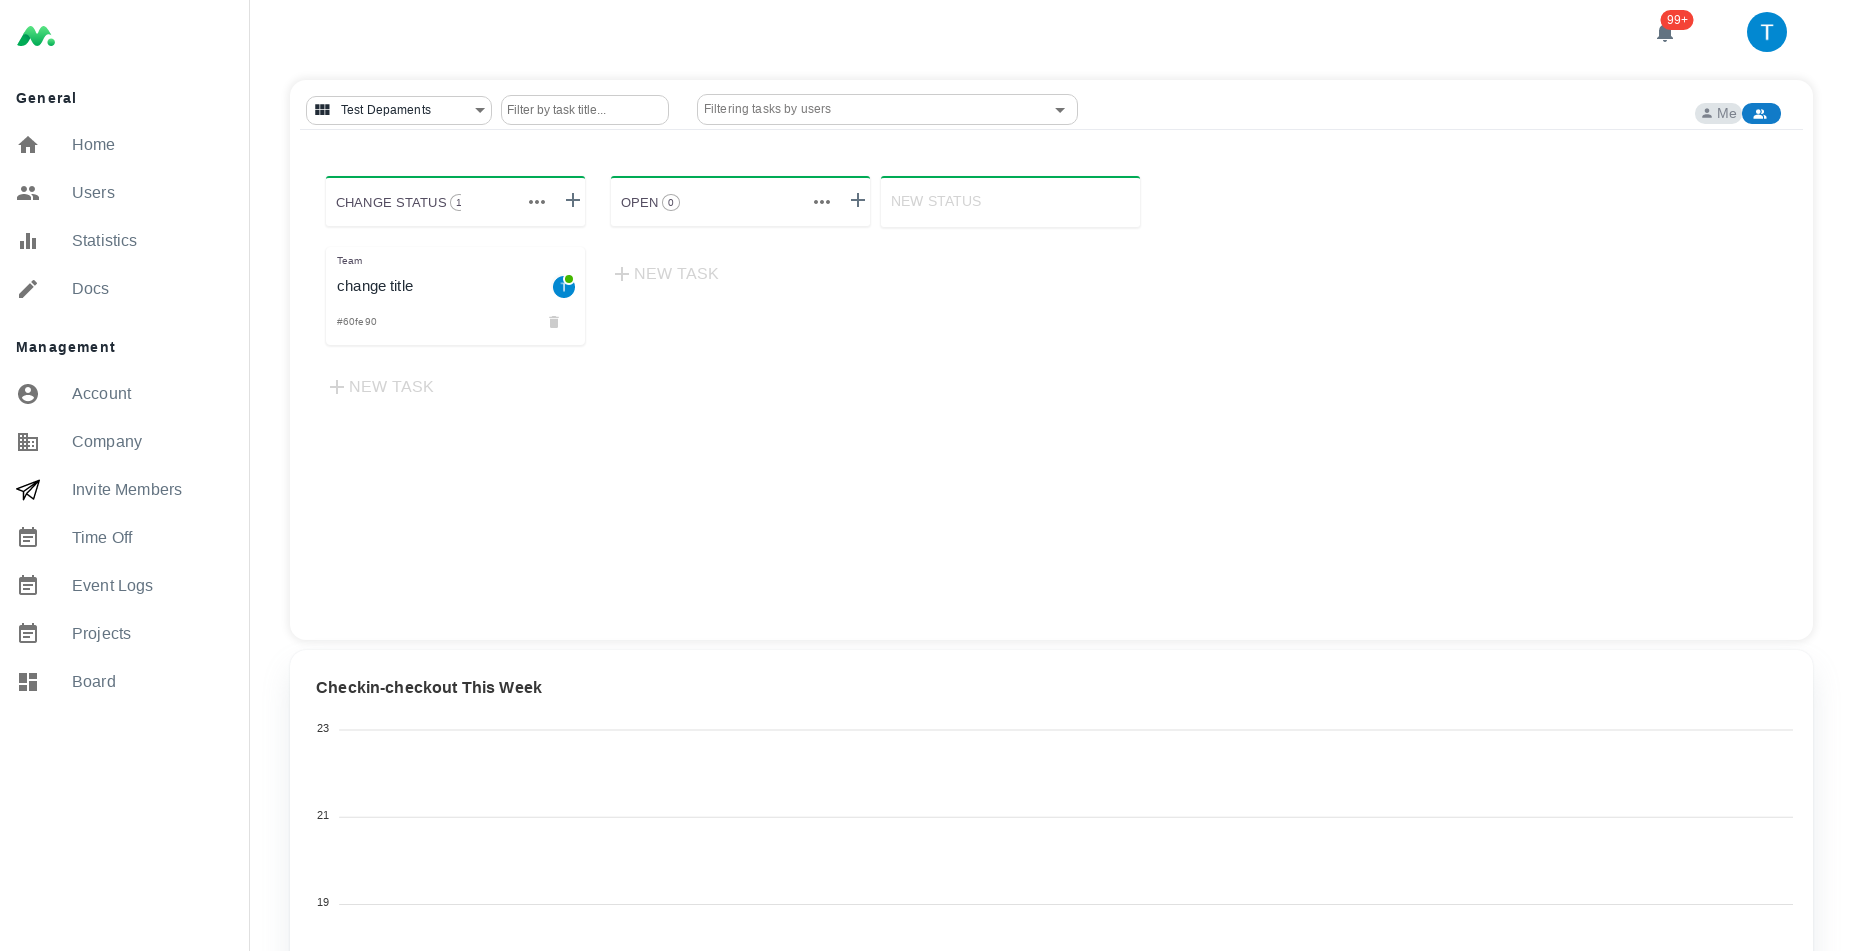 99+
T
General
Home
Users
Statistics
Docs
Management
Account
Company
Invite Members
Time Off
Event Logs
Projects
Board
Test Depaments
Filter by task title...
Filtering tasks by users
Me
CHANGE STATUS 1
OPEN 0
NEW STATUS
Team
change title
T
#60fe90
NEW TASK
NEW TASK
Checkin-checkout This Week
23
21
19